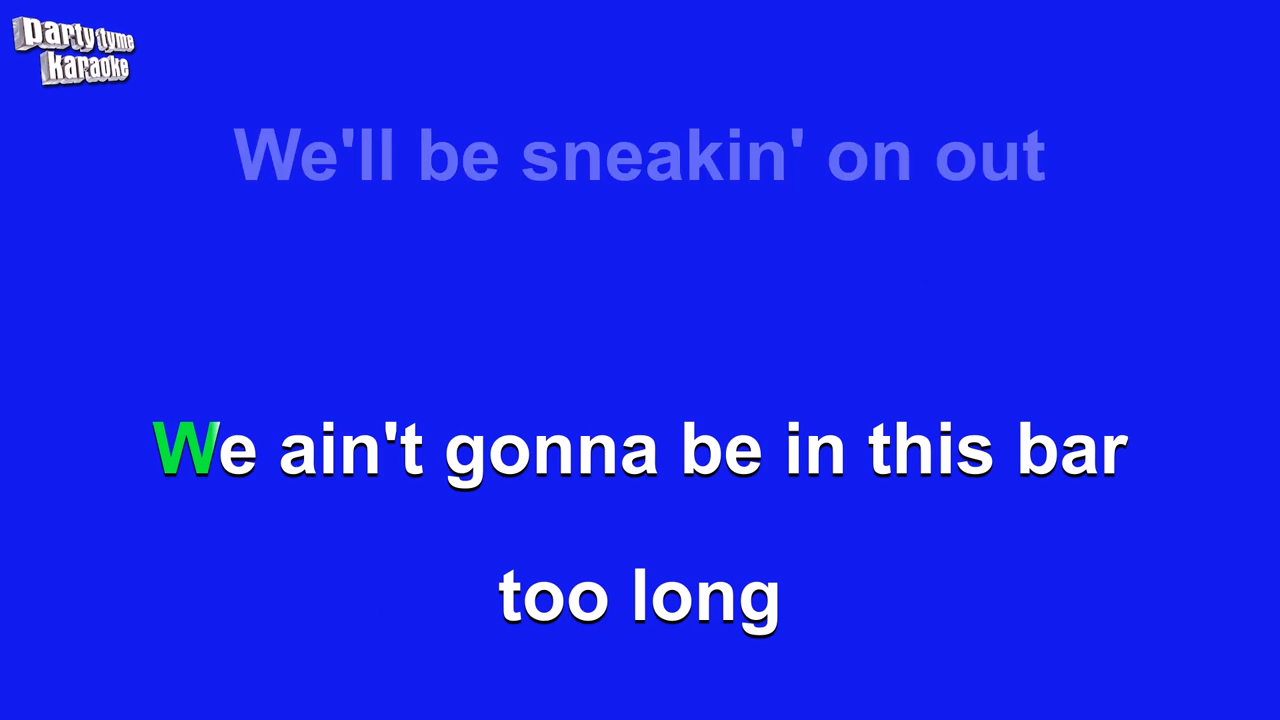 party tyme
karaoke
We'll be sneakin' on out
We ain't gonna be in this bar
too long